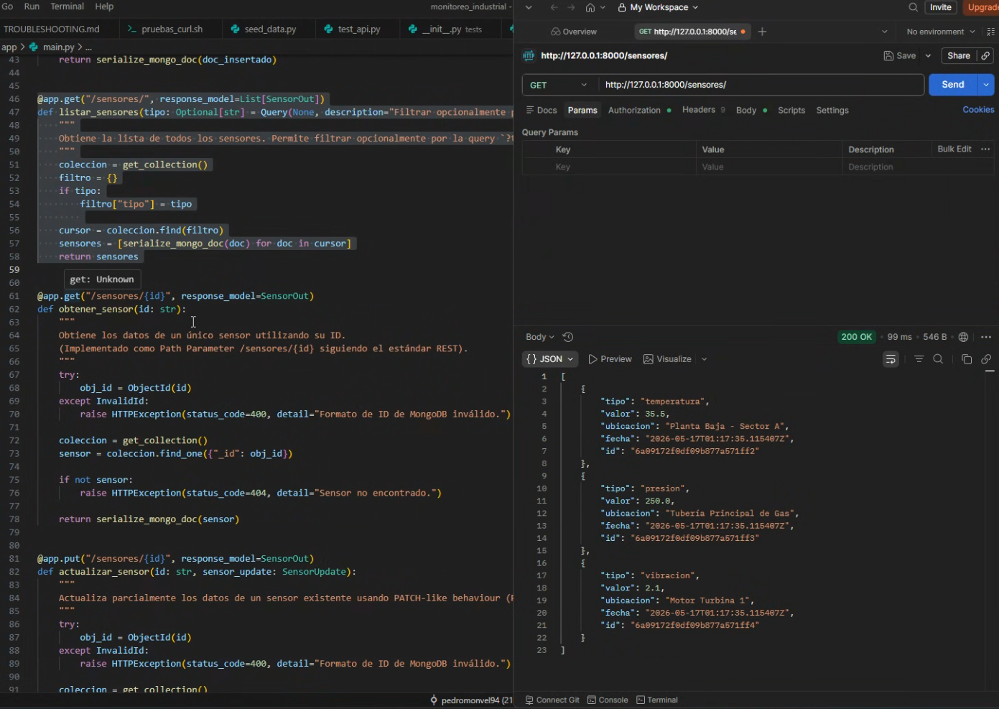 Go Run Terminal Help
monitoreo_industrial -
TROUBLESHOOTING.md
pruebas_curl.sh
seed_data.py
test_api.py
__init__.py tests
app > main.py > ...
43 return serialize_mongo_doc(doc_insertado)
44
45
46 @app.get("/sensores/", response_model=List[SensorOut])
47 def listar_sensores(tipo: Optional[str] = Query(None, description="Filtrar opcionalmente
48 """
49 Obtiene la lista de todos los sensores. Permite filtrar opcionalmente por la query `?
50 """
51 coleccion = get_collection()
52 filtro = {}
53 if tipo:
54 filtro["tipo"] = tipo
55
56 cursor = coleccion.find(filtro)
57 sensores = [serialize_mongo_doc(doc) for doc in cursor]
58 return sensores
59
get: Unknown
60
61 @app.get("/sensores/{id}", response_model=SensorOut)
62 def obtener_sensor(id: str):
63 """
64 Obtiene los datos de un único sensor utilizando su ID.
65 (Implementado como Path Parameter /sensores/{id} siguiendo el estándar REST).
66 """
67 try:
68 obj_id = ObjectId(id)
69 except InvalidId:
70 raise HTTPException(status_code=400, detail="Formato de ID de MongoDB inválido.")
71
72 coleccion = get_collection()
73 sensor = coleccion.find_one({"_id": obj_id})
74
75 if not sensor:
76 raise HTTPException(status_code=404, detail="Sensor no encontrado.")
77
78 return serialize_mongo_doc(sensor)
79
80
81 @app.put("/sensores/{id}", response_model=SensorOut)
82 def actualizar_sensor(id: str, sensor_update: SensorUpdate):
83 """
84 Actualiza parcialmente los datos de un sensor existente usando PATCH-like behaviour (
85 """
86 try:
87 obj_id = ObjectId(id)
88 except InvalidId:
89 raise HTTPException(status_code=400, detail="Formato de ID de MongoDB inválido.")
90
91 coleccion = get_collection()
pedromonvel94 (21
My Workspace
Invite
Upgrade
Overview
GET http://127.0.0.1:8000/se
No environment
HTTP http://127.0.0.1:8000/sensores/
Save
Share
GET
http://127.0.0.1:8000/sensores/
Send
Docs Params Authorization Headers 9 Body Scripts Settings
Cookies
Query Params
Key Value Description Bulk Edit
Key Value Description
Body
200 OK • 99 ms • 546 B
{} JSON Preview Visualize
1 [
2 {
3 "tipo": "temperatura",
4 "valor": 35.5,
5 "ubicacion": "Planta Baja - Sector A",
6 "fecha": "2026-05-17T01:17:35.115407Z",
7 "id": "6a09172f0df09b877a571ff2"
8 },
9 {
10 "tipo": "presion",
11 "valor": 250.0,
12 "ubicacion": "Tubería Principal de Gas",
13 "fecha": "2026-05-17T01:17:35.115407Z",
14 "id": "6a09172f0df09b877a571ff3"
15 },
16 {
17 "tipo": "vibracion",
18 "valor": 2.1,
19 "ubicacion": "Motor Turbina 1",
20 "fecha": "2026-05-17T01:17:35.115407Z",
21 "id": "6a09172f0df09b877a571ff4"
22 }
23 ]
Connect Git Console Terminal